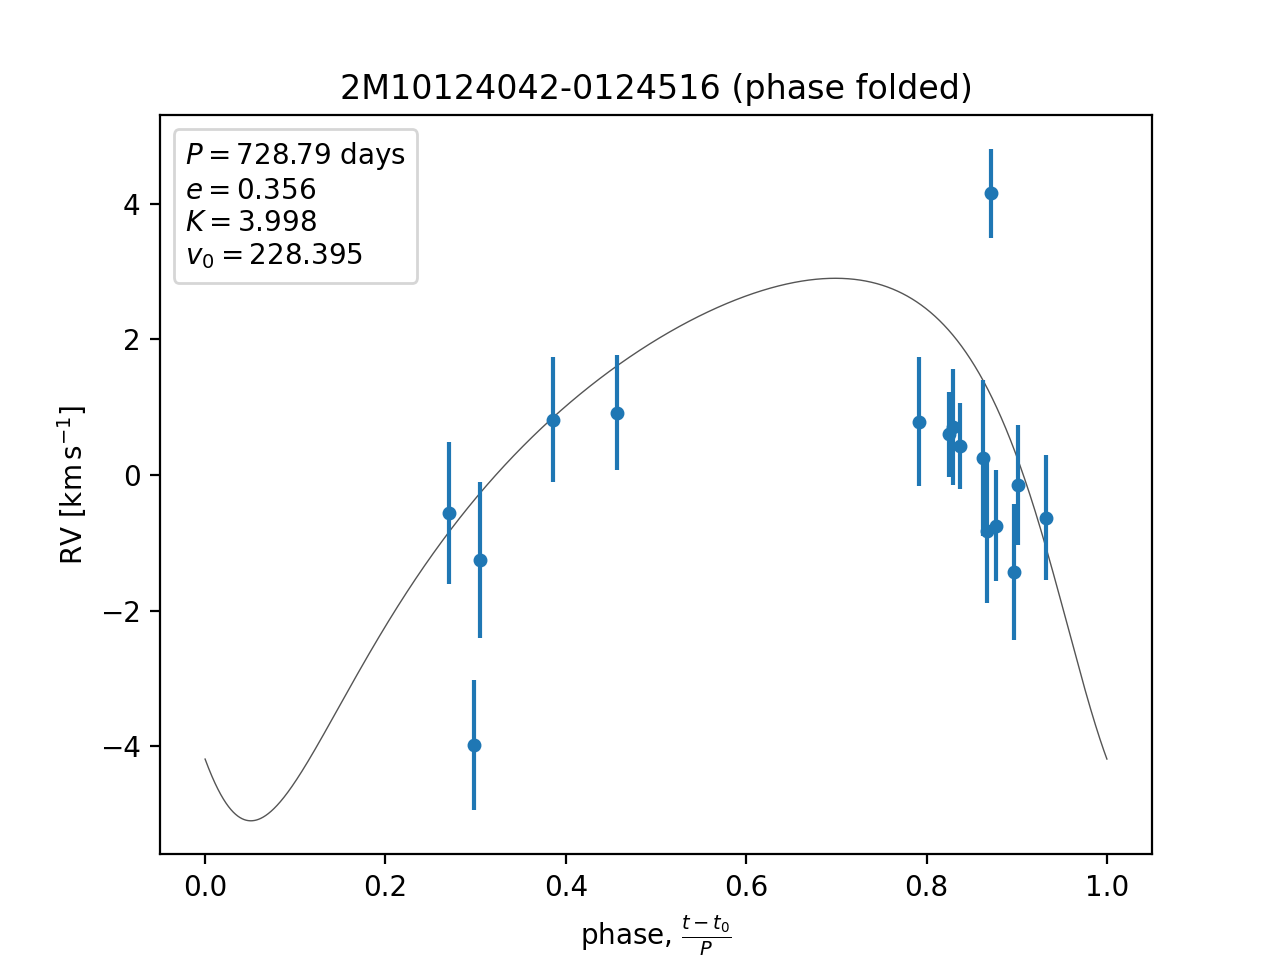 2M10124042-0124516 (phase folded)
P = 728.79 days
e = 0.356
K = 3.998
v₀ = 228.395
RV [km s⁻¹]
4
2
0
−2
−4
0.0 0.2 0.4 0.6 0.8 1.0
phase, (t − t₀)/P